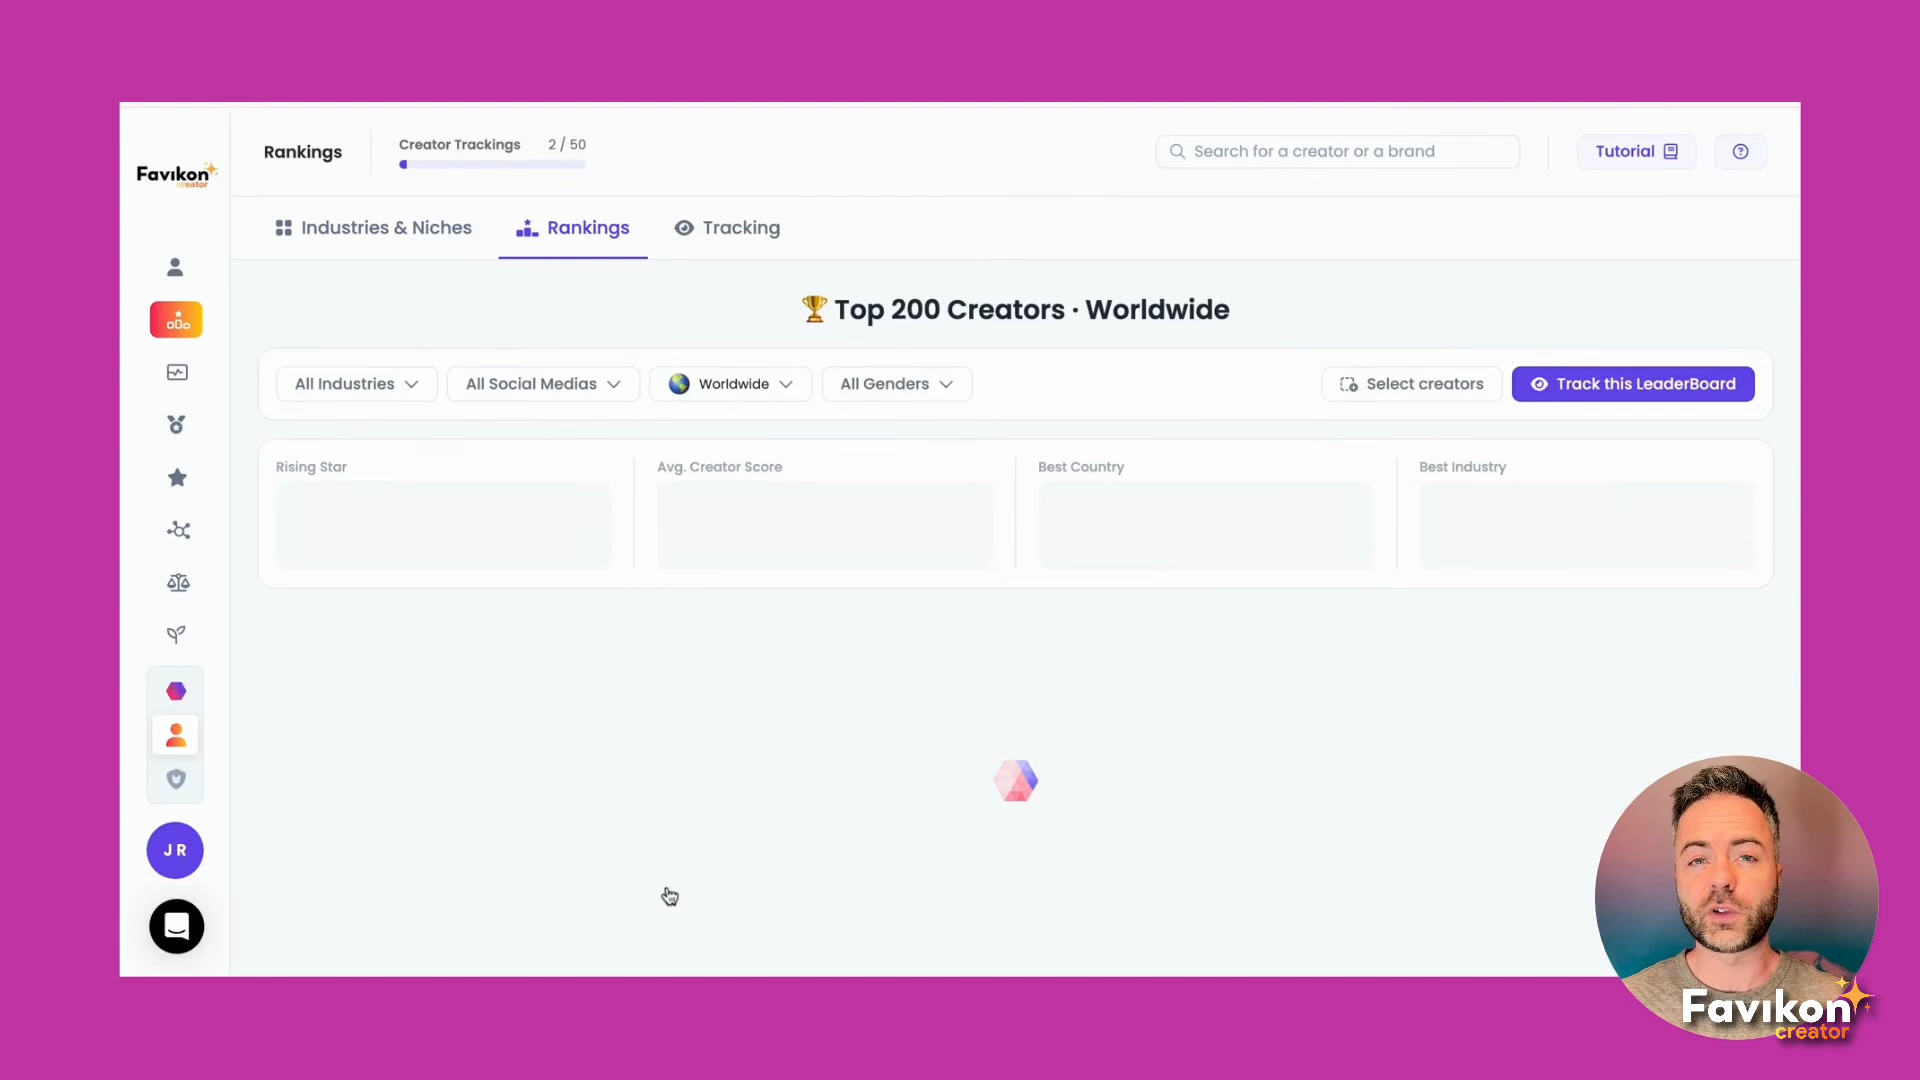 Favikon
creator
Rankings
Creator Trackings 2 / 50
Search for a creator or a brand
Tutorial
Industries & Niches
Rankings
Tracking
Top 200 Creators · Worldwide
All Industries
All Social Medias
Worldwide
All Genders
Select creators
Track this LeaderBoard
Rising Star
Avg. Creator Score
Best Country
Best Industry
J R
Favikon
creator